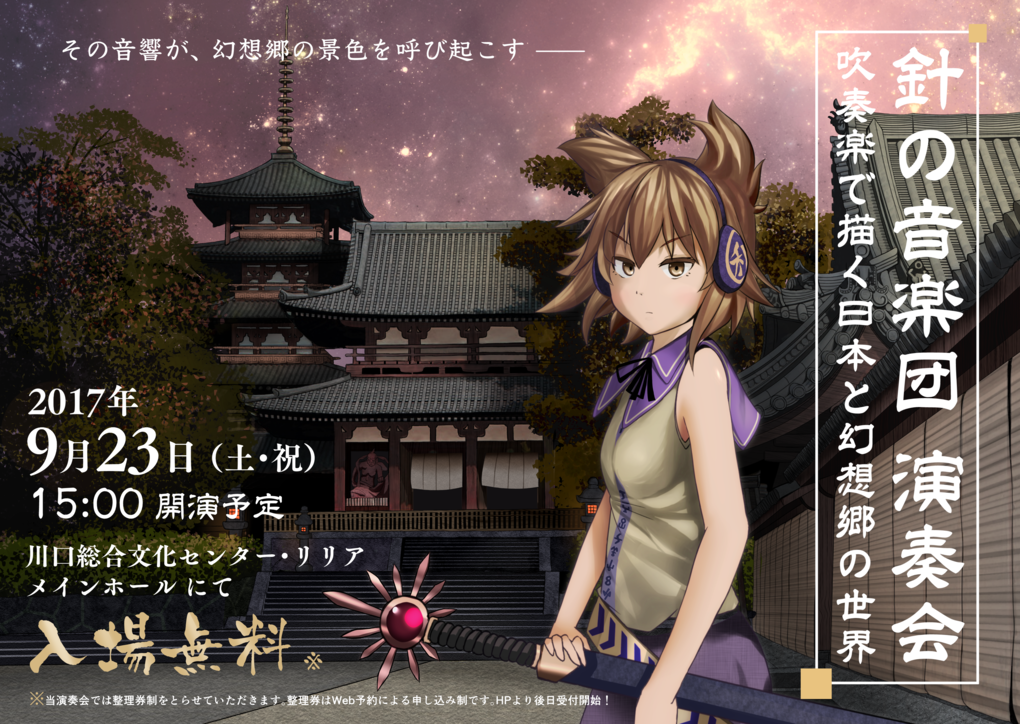 その音響が、幻想郷の景色を呼び起こす ――
針の音楽団 演奏会
吹奏楽で描く日本と幻想郷の世界
2017年
9月23日(土・祝)
15:00 開演予定
川口総合文化センター・リリア
メインホール にて
入場無料※
※当演奏会では整理券制をとらせていただきます。整理券はWeb予約による申し込み制です。HPより後日受付開始！